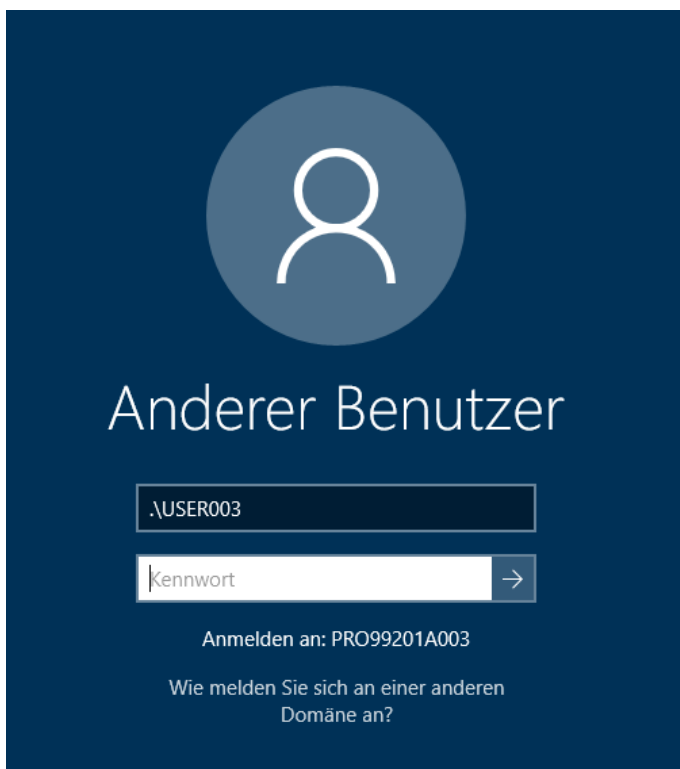 Anderer Benutzer
.\USER003
Kennwort
Anmelden an: PRO99201A003
Wie melden Sie sich an einer anderen
Domäne an?